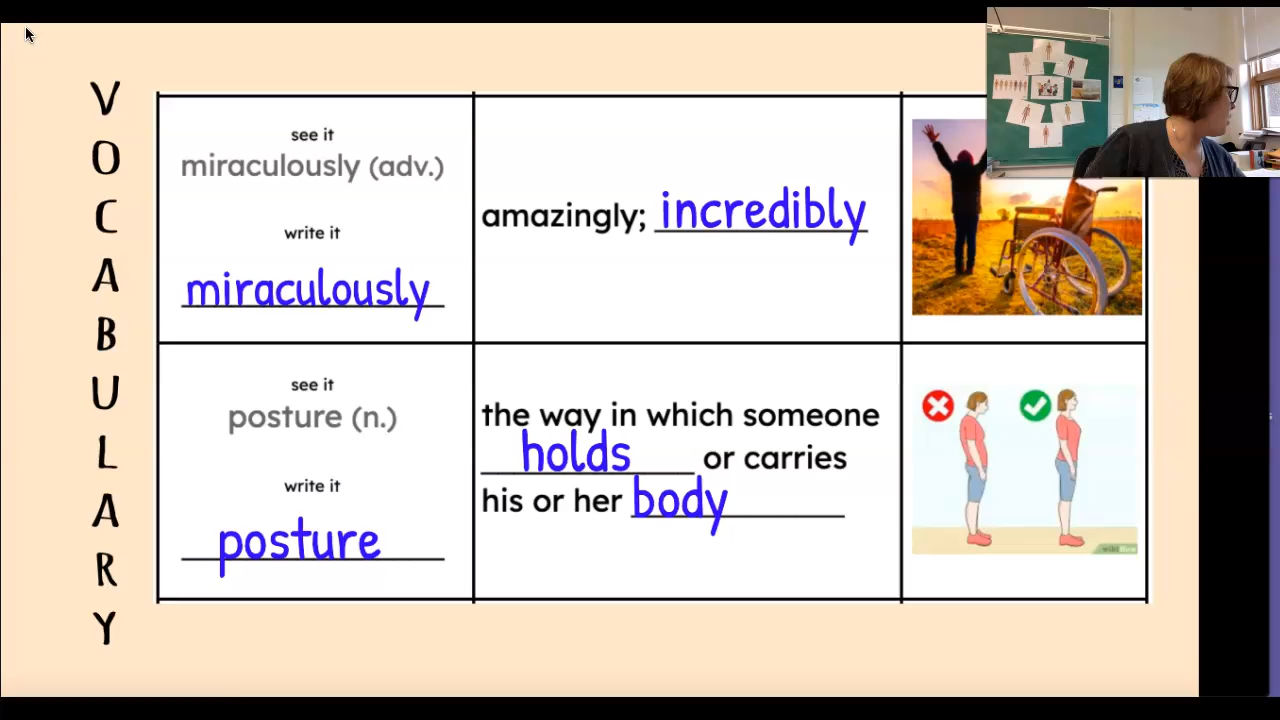 VOCABULARY
see it
miraculously (adv.)
write it
miraculously
amazingly; incredibly
see it
posture (n.)
write it
posture
the way in which someone
holds or carries
his or her body